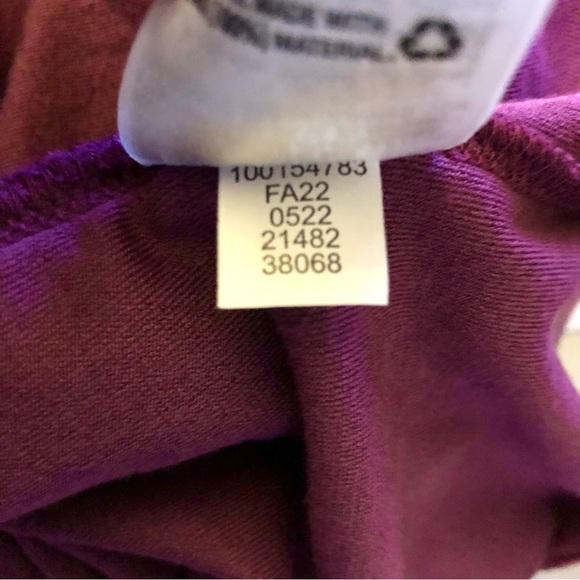 MADE WITH
MATERIAL.
100154783
FA22
0522
21482
38068